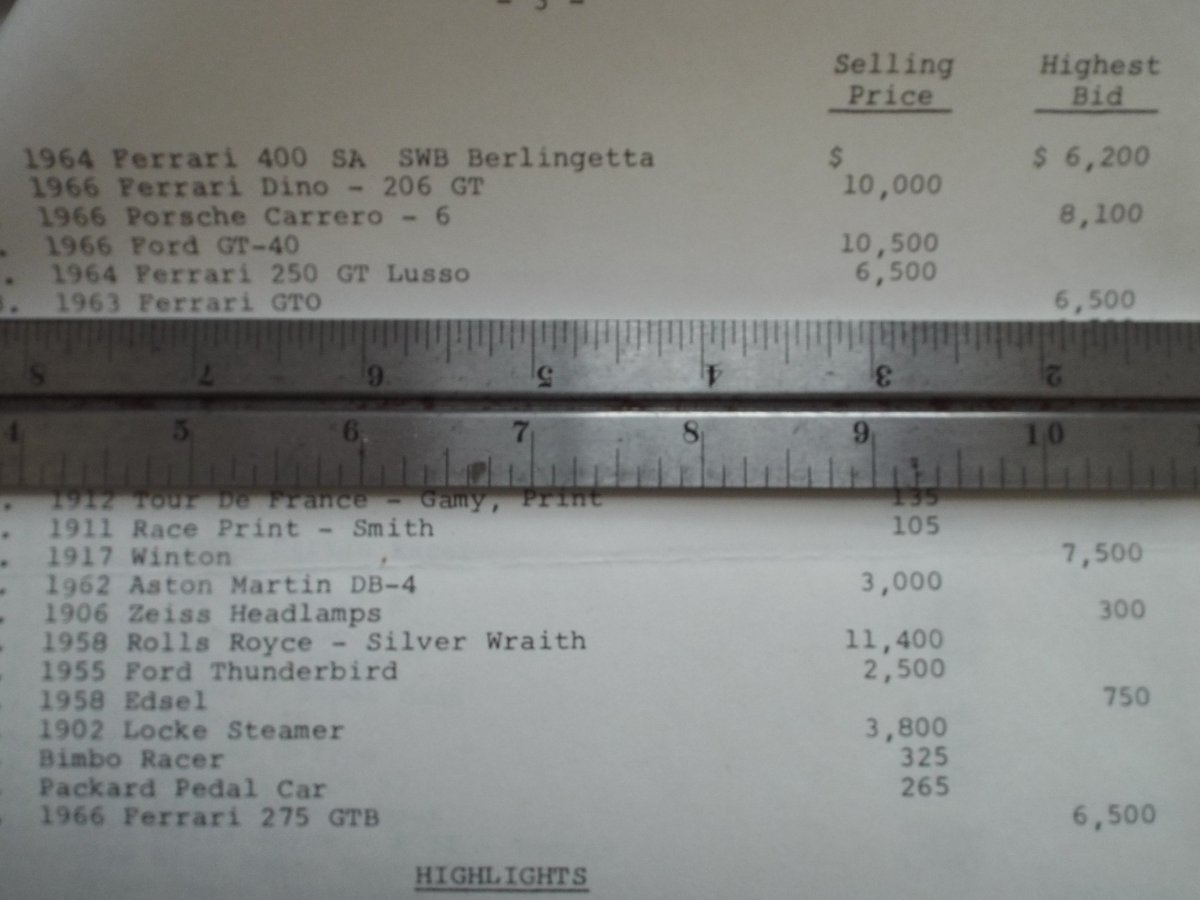 - 3 -
Selling Highest
Price Bid
1964 Ferrari 400 SA SWB Berlingetta $ $ 6,200
1966 Ferrari Dino - 206 GT 10,000
1966 Porsche Carrero - 6 8,100
. 1966 Ford GT-40 10,500
. 1964 Ferrari 250 GT Lusso 6,500
. 1963 Ferrari GTO 6,500
8 7 6 5 4 3 2
4 5 6 7 8 9 10
. 1912 Tour De France - Gamy, Print 135
. 1911 Race Print - Smith 105
. 1917 Winton 7,500
. 1962 Aston Martin DB-4 3,000
. 1906 Zeiss Headlamps 300
1958 Rolls Royce - Silver Wraith 11,400
1955 Ford Thunderbird 2,500
1958 Edsel 750
1902 Locke Steamer 3,800
Bimbo Racer 325
Packard Pedal Car 265
1966 Ferrari 275 GTB 6,500
HIGHLIGHTS